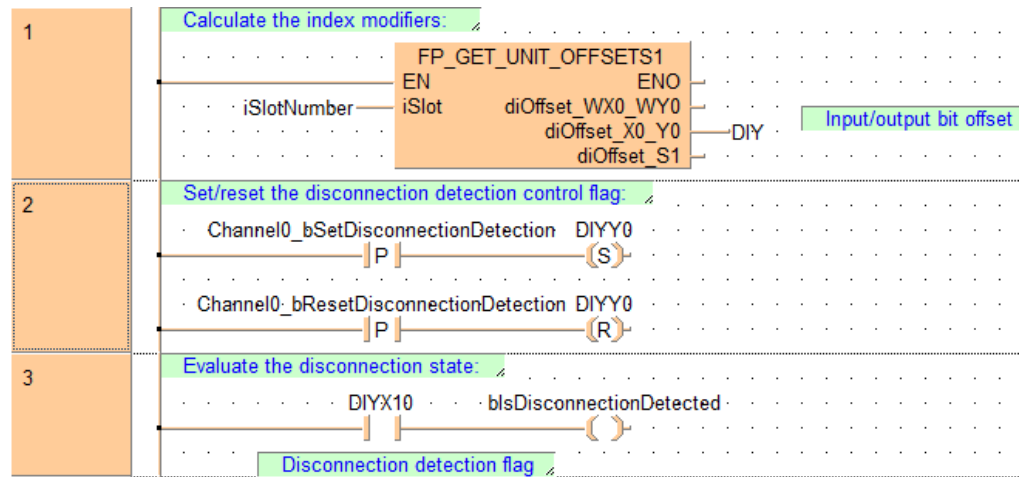 1
Calculate the index modifiers:
FP_GET_UNIT_OFFSETS1
EN ENO
iSlotNumber iSlot diOffset_WX0_WY0
diOffset_X0_Y0 DIY Input/output bit offset
diOffset_S1
2
Set/reset the disconnection detection control flag:
Channel0_bSetDisconnectionDetection DIYY0
P S
Channel0_bResetDisconnectionDetection DIYY0
P R
3
Evaluate the disconnection state:
DIYX10 bIsDisconnectionDetected
Disconnection detection flag